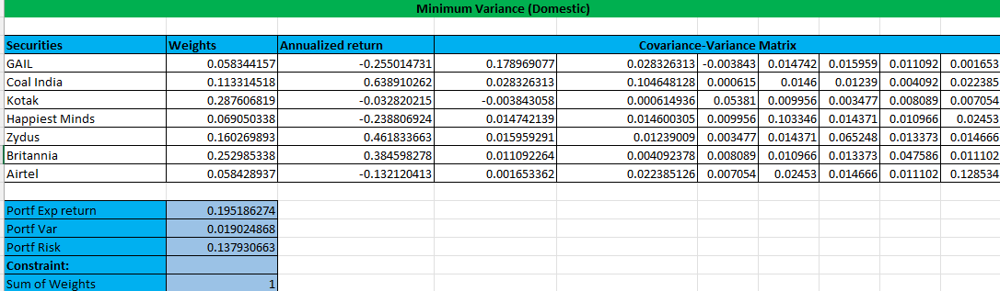 Minimum Variance (Domestic)
Securities Weights Annualized return Covariance-Variance Matrix
GAIL 0.058344157 -0.255014731 0.178969077 0.028326313 -0.003843 0.014742 0.015959 0.011092 0.001653
Coal India 0.113314518 0.638910262 0.028326313 0.104648128 0.000615 0.0146 0.01239 0.004092 0.022385
Kotak 0.287606819 -0.032820215 -0.003843058 0.000614936 0.05381 0.009956 0.003477 0.008089 0.007054
Happiest Minds 0.069050338 -0.238806924 0.014742139 0.014600305 0.009956 0.103346 0.014371 0.010966 0.02453
Zydus 0.160269893 0.461833663 0.015959291 0.01239009 0.003477 0.014371 0.065248 0.013373 0.014666
Britannia 0.252985338 0.384598278 0.011092264 0.004092378 0.008089 0.010966 0.013373 0.047586 0.011102
Airtel 0.058428937 -0.132120413 0.001653362 0.022385126 0.007054 0.02453 0.014666 0.011102 0.128534
Portf Exp return 0.195186274
Portf Var 0.019024868
Portf Risk 0.137930663
Constraint:
Sum of Weights 1